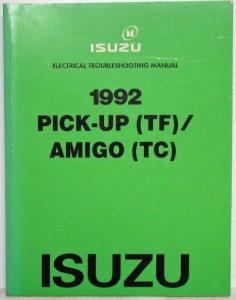 ISUZU
ELECTRICAL TROUBLESHOOTING MANUAL
1992
PICK-UP (TF)/
AMIGO (TC)
ISUZU